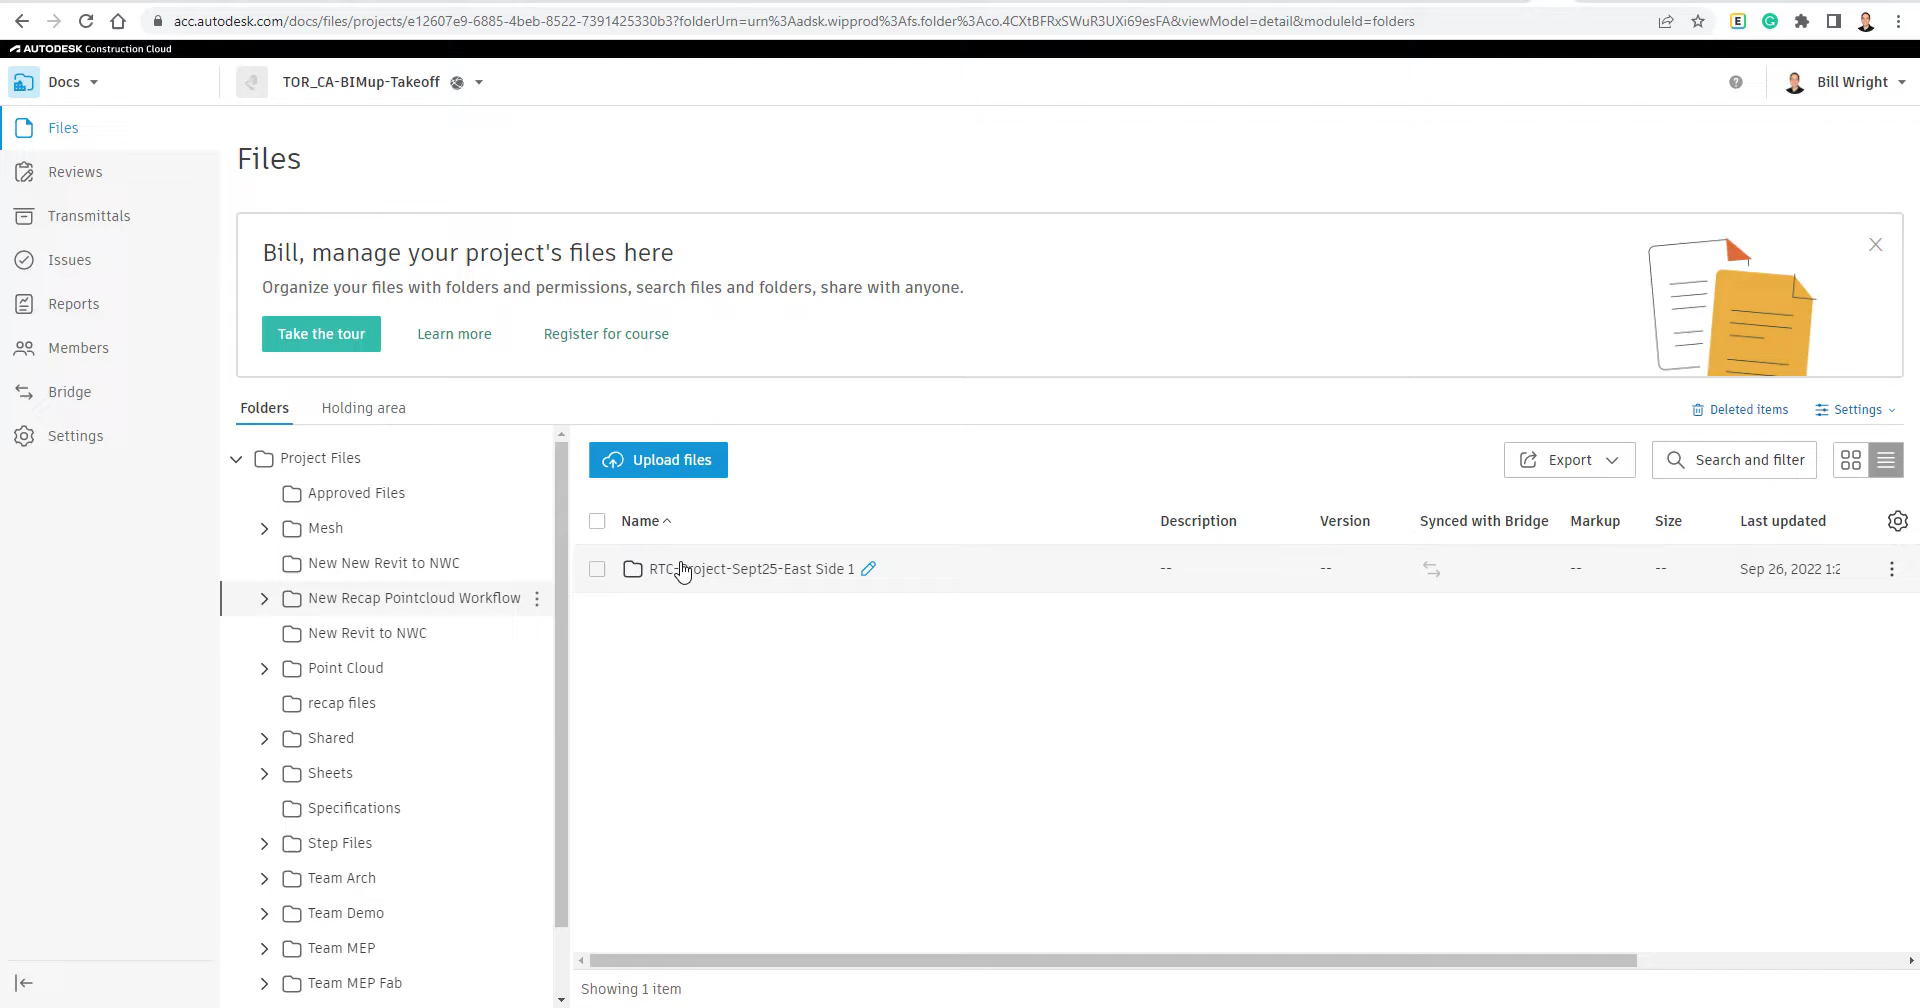 acc.autodesk.com/docs/files/projects/e12607e9-6885-4beb-8522-7391425330b3?folderUrn=urn%3Aadsk.wipprod%3Afs.folder%3Aco.4CXtBFRxSWuR3UXi69esFA&viewModel=detail&moduleId=folders
AUTODESK Construction Cloud
Docs
TOR_CA-BIMup-Takeoff
Bill Wright
Files
Reviews
Transmittals
Issues
Reports
Members
Bridge
Settings
Files
Bill, manage your project's files here
Organize your files with folders and permissions, search files and folders, share with anyone.
Take the tour
Learn more
Register for course
Folders
Holding area
Deleted items
Settings
Project Files
Approved Files
Mesh
New New Revit to NWC
New Recap Pointcloud Workflow
New Revit to NWC
Point Cloud
recap files
Shared
Sheets
Specifications
Step Files
Team Arch
Team Demo
Team MEP
Team MEP Fab
Upload files
Export
Search and filter
Name
Description
Version
Synced with Bridge
Markup
Size
Last updated
RTC-Project-Sept25-East Side 1
--
--
--
--
Sep 26, 2022 1:2
Showing 1 item